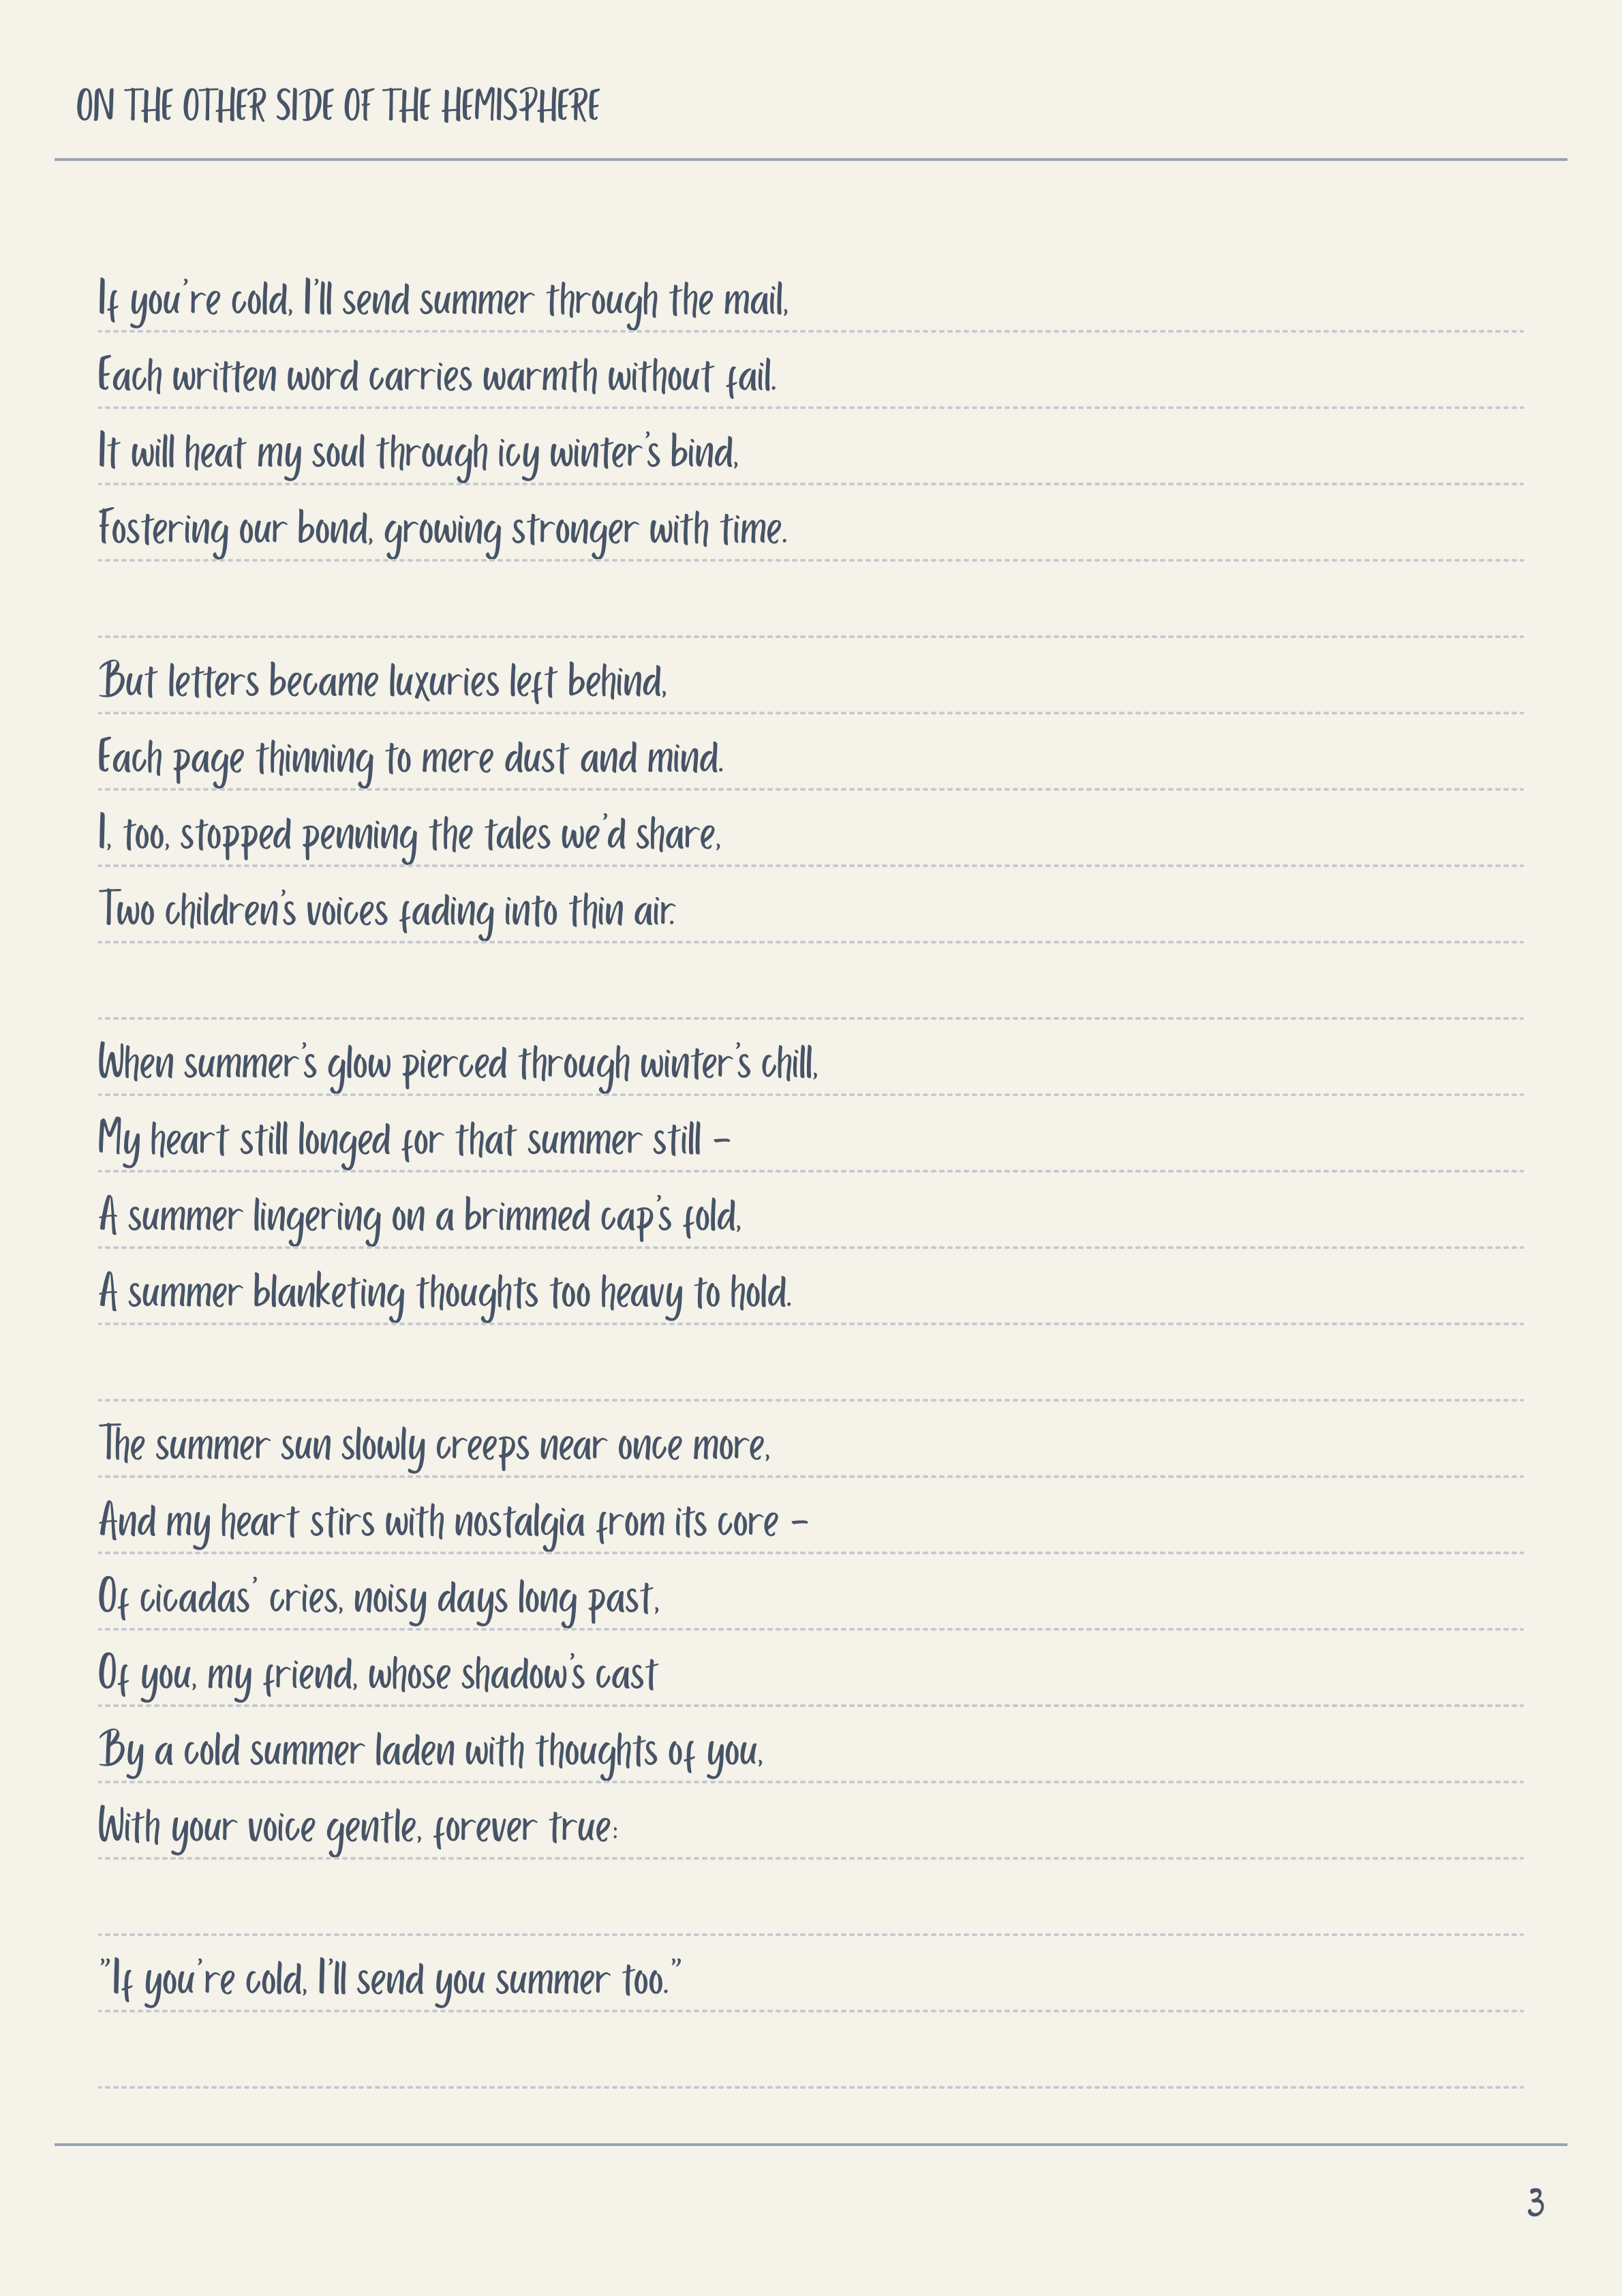 ON THE OTHER SIDE OF THE HEMISPHERE
If you’re cold, I’ll send summer through the mail,
Each written word carries warmth without fail.
It will heat my soul through icy winter’s bind,
Fostering our bond, growing stronger with time.
But letters became luxuries left behind,
Each page thinning to mere dust and mind.
I, too, stopped penning the tales we’d share,
Two children’s voices fading into thin air.
When summer’s glow pierced through winter’s chill,
My heart still longed for that summer still –
A summer lingering on a brimmed cap’s fold,
A summer blanketing thoughts too heavy to hold.
The summer sun slowly creeps near once more,
And my heart stirs with nostalgia from its core –
Of cicadas’ cries, noisy days long past,
Of you, my friend, whose shadow’s cast
By a cold summer laden with thoughts of you,
With your voice gentle, forever true:
”If you’re cold, I’ll send you summer too.”
3